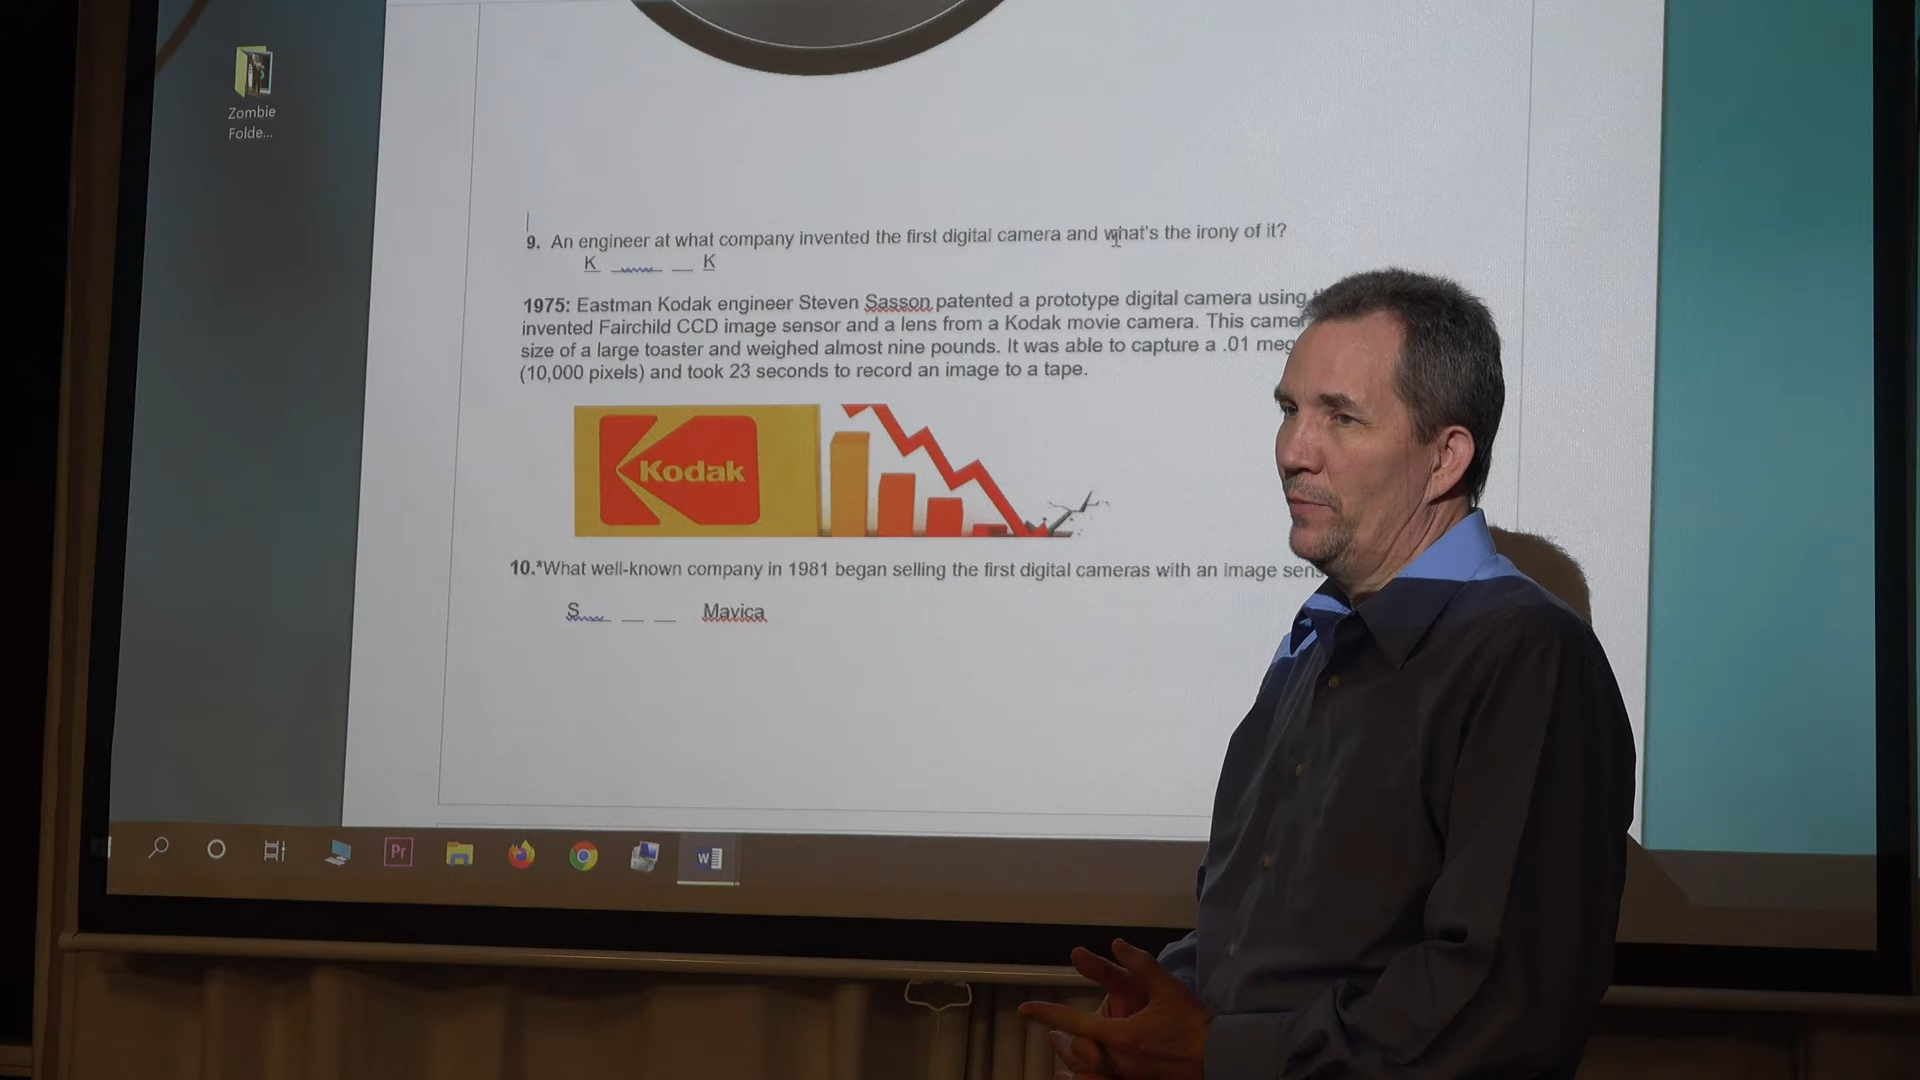 Zombie
Folde...
9. An engineer at what company invented the first digital camera and what's the irony of it?
K __ __ K
1975: Eastman Kodak engineer Steven Sasson patented a prototype digital camera using
invented Fairchild CCD image sensor and a lens from a Kodak movie camera. This camer
size of a large toaster and weighed almost nine pounds. It was able to capture a .01 meg
(10,000 pixels) and took 23 seconds to record an image to a tape.
Kodak
10.*What well-known company in 1981 began selling the first digital cameras with an image sens
S __ __ Mavica
Pr
W